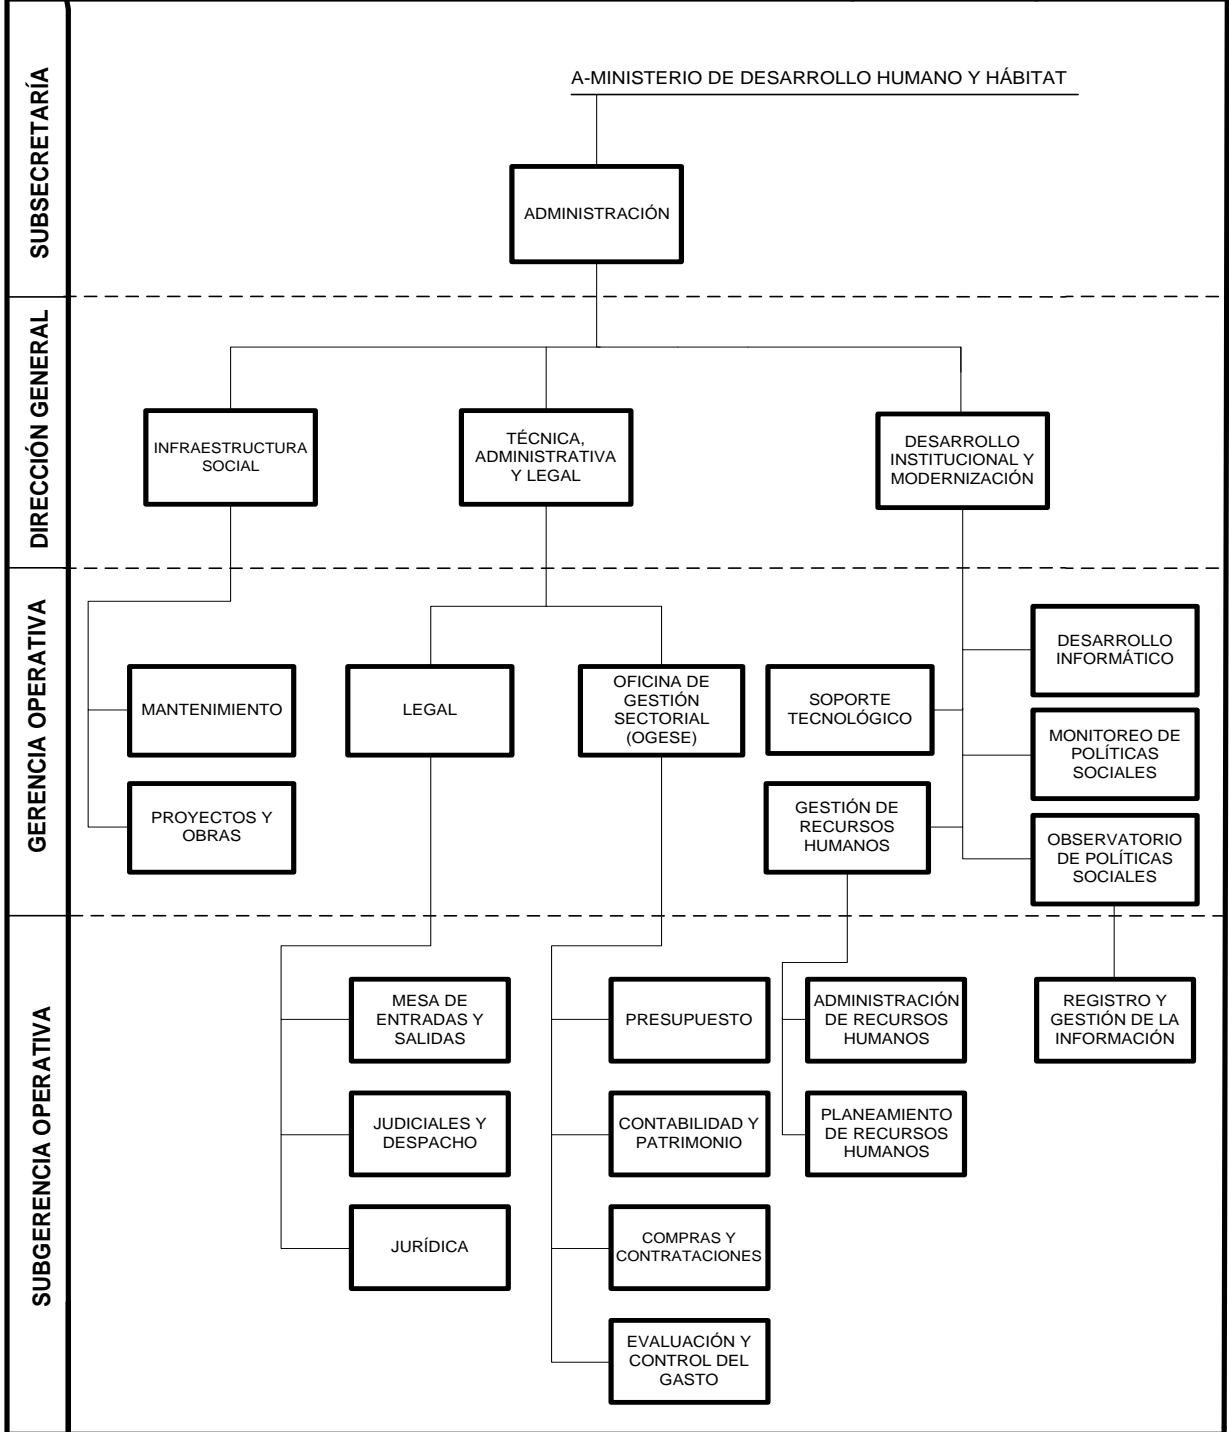 A-MINISTERIO DE DESARROLLO HUMANO Y HÁBITAT
SUBSECRETARÍA
ADMINISTRACIÓN
DIRECCIÓN GENERAL
INFRAESTRUCTURA
SOCIAL
TÉCNICA,
ADMINISTRATIVA
Y LEGAL
DESARROLLO
INSTITUCIONAL Y
MODERNIZACIÓN
GERENCIA OPERATIVA
MANTENIMIENTO
PROYECTOS Y
OBRAS
LEGAL
OFICINA DE
GESTIÓN
SECTORIAL
(OGESE)
SOPORTE
TECNOLÓGICO
GESTIÓN DE
RECURSOS
HUMANOS
DESARROLLO
INFORMÁTICO
MONITOREO DE
POLÍTICAS
SOCIALES
OBSERVATORIO
DE POLÍTICAS
SOCIALES
SUBGERENCIA OPERATIVA
MESA DE
ENTRADAS Y
SALIDAS
JUDICIALES Y
DESPACHO
JURÍDICA
PRESUPUESTO
CONTABILIDAD Y
PATRIMONIO
COMPRAS Y
CONTRATACIONES
EVALUACIÓN Y
CONTROL DEL
GASTO
ADMINISTRACIÓN
DE RECURSOS
HUMANOS
PLANEAMIENTO
DE RECURSOS
HUMANOS
REGISTRO Y
GESTIÓN DE LA
INFORMACIÓN